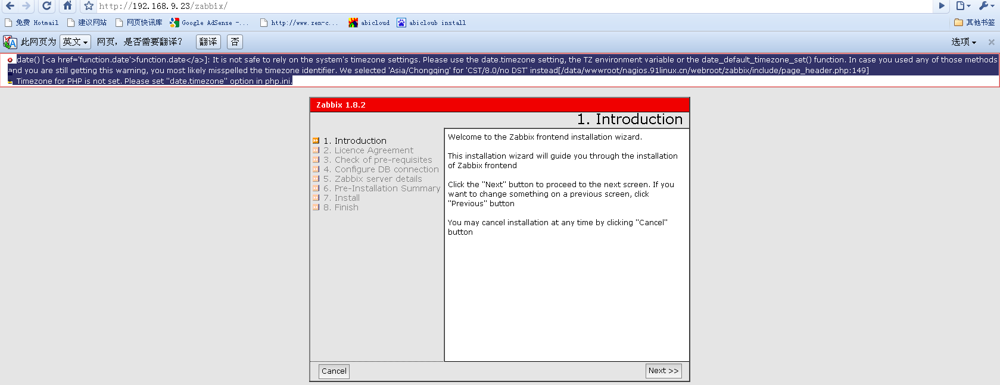 http://192.168.9.23/zabbix/
免费 Hotmail 建议网站 网页快讯库 Google AdSense -... http://www.zen-c... abicloud abicloub install 其他书签
此网页为 英文 网页，是否需要翻译？ 翻译 否 选项
date() [<a href='function.date'>function.date</a>]: It is not safe to rely on the system's timezone settings. Please use the date.timezone setting, the TZ environment variable or the date_default_timezone_set() function. In case you used any of those methods
and you are still getting this warning, you most likely misspelled the timezone identifier. We selected 'Asia/Chongqing' for 'CST/8.0/no DST' instead[/data/wwwroot/nagios.91linux.cn/webroot/zabbix/include/page_header.php:149]
Timezone for PHP is not set. Please set "date.timezone" option in php.ini.
Zabbix 1.8.2
1. Introduction
1. Introduction
2. Licence Agreement
3. Check of pre-requisites
4. Configure DB connection
5. Zabbix server details
6. Pre-Installation Summary
7. Install
8. Finish
Welcome to the Zabbix frontend installation wizard.
This installation wizard will guide you through the installation
of Zabbix frontend
Click the "Next" button to proceed to the next screen. If you
want to change something on a previous screen, click
"Previous" button
You may cancel installation at any time by clicking "Cancel"
button
Cancel
Next >>